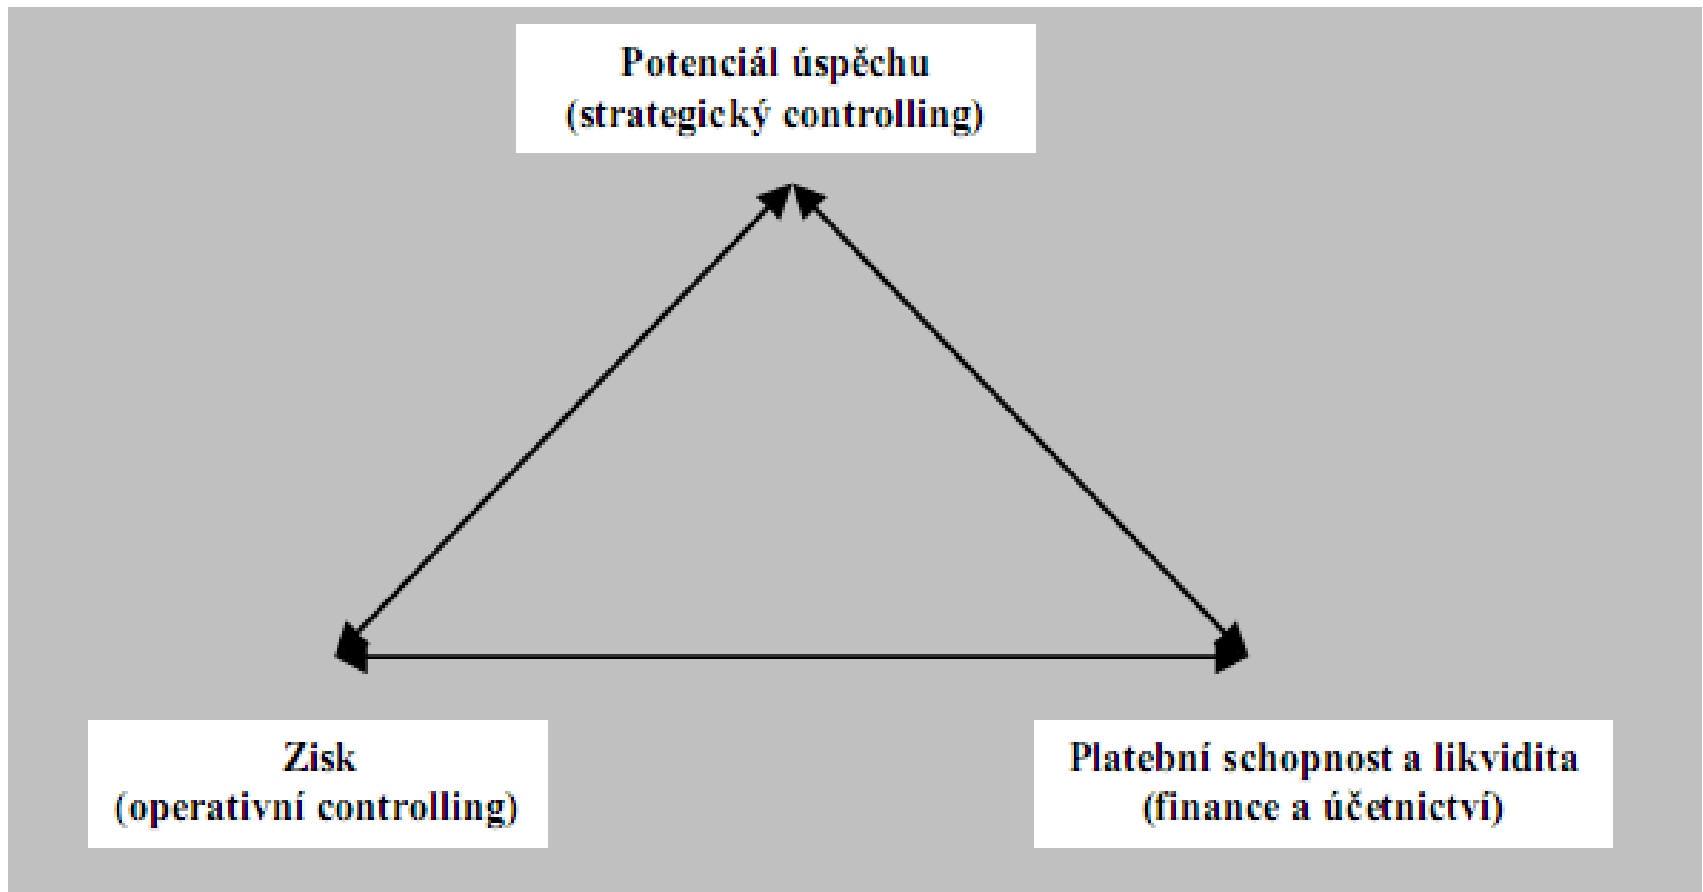 Potenciál úspěchu
(strategický controlling)
Zisk
(operativní controlling)
Platební schopnost a likvidita
(finance a účetnictví)